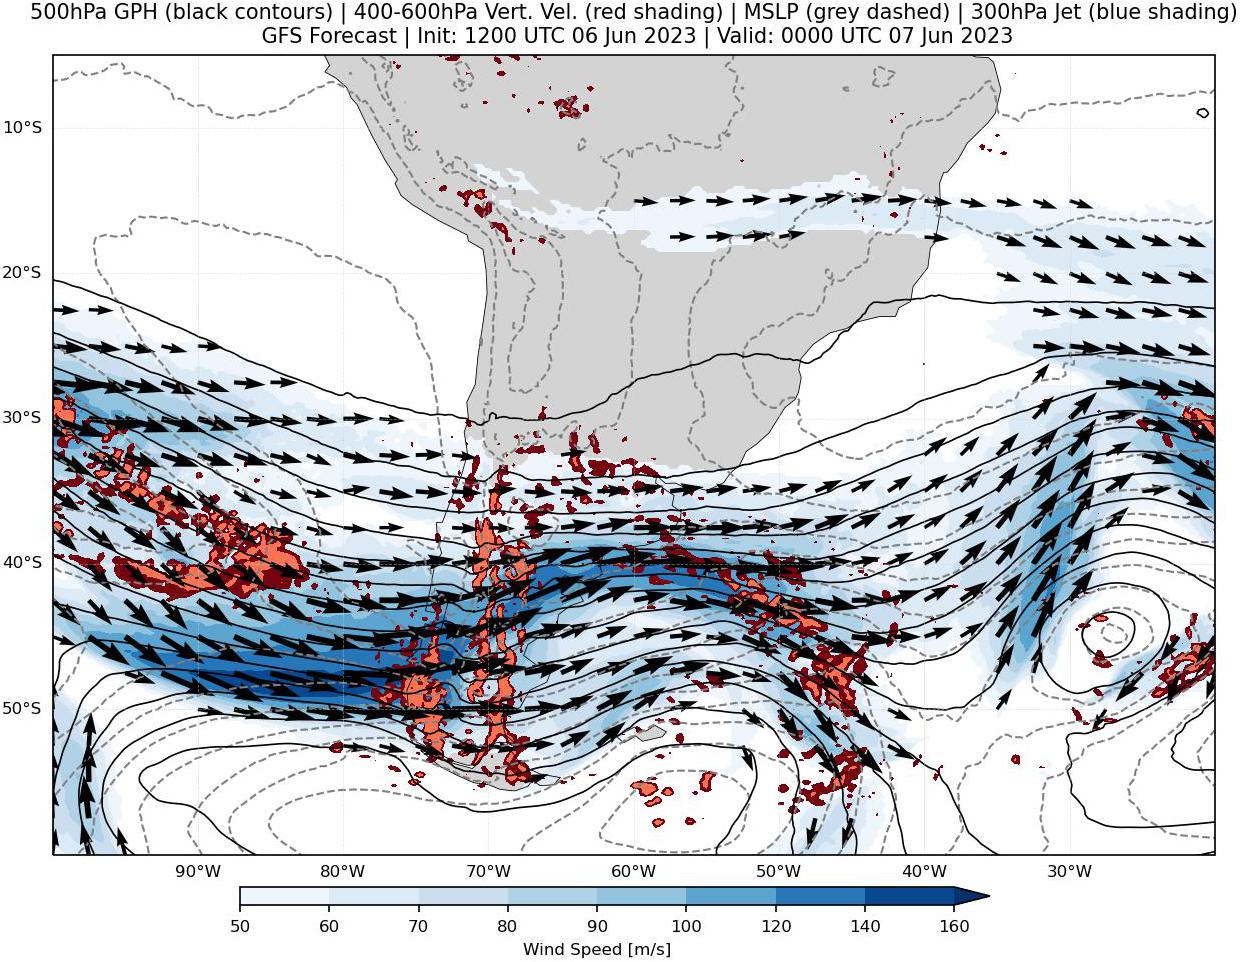 500hPa GPH (black contours) | 400-600hPa Vert. Vel. (red shading) | MSLP (grey dashed) | 300hPa Jet (blue shading)
GFS Forecast | Init: 1200 UTC 06 Jun 2023 | Valid: 0000 UTC 07 Jun 2023
10°S
20°S
30°S
40°S
50°S
90°W 80°W 70°W 60°W 50°W 40°W 30°W
50 60 70 80 90 100 120 140 160
Wind Speed [m/s]